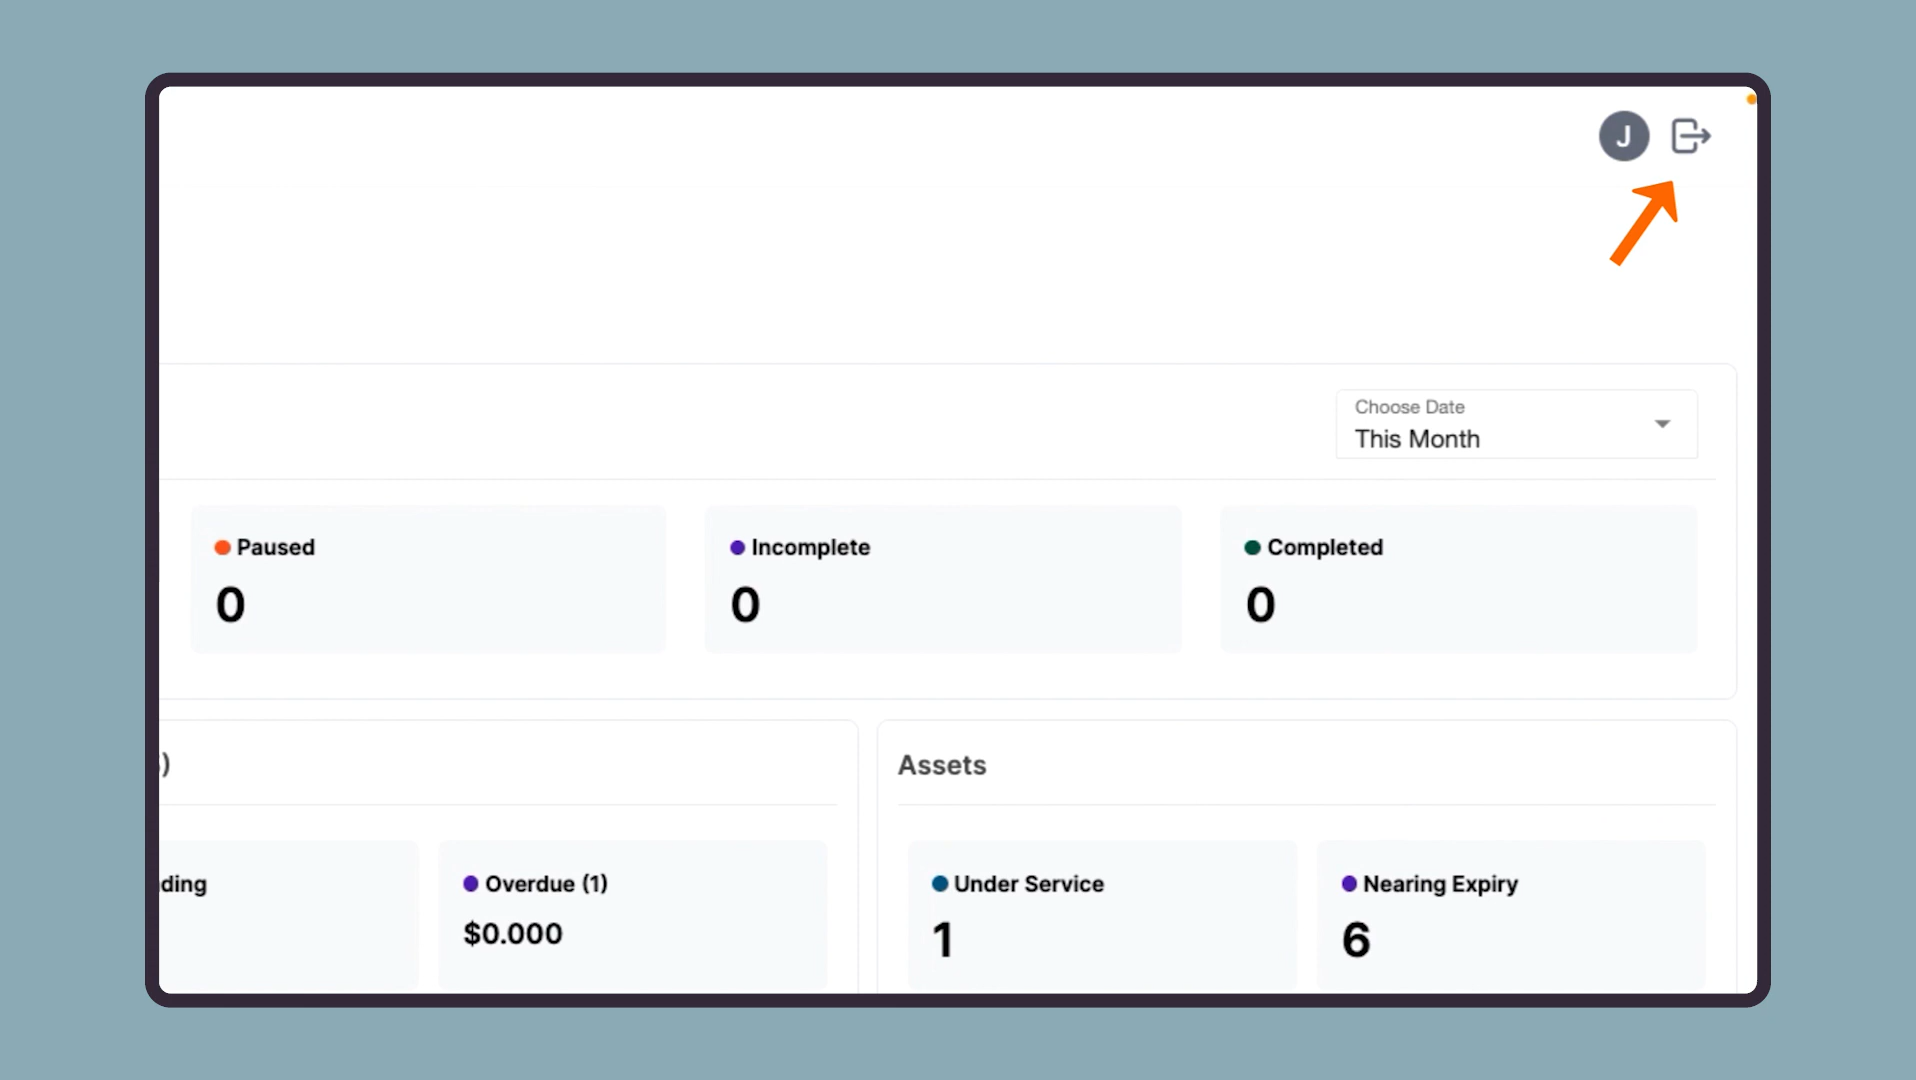 J
Choose Date
This Month
Paused
Incomplete
Completed
0
0
0
)
Assets
ding
Overdue (1)
Under Service
Nearing Expiry
$0.000
1
6